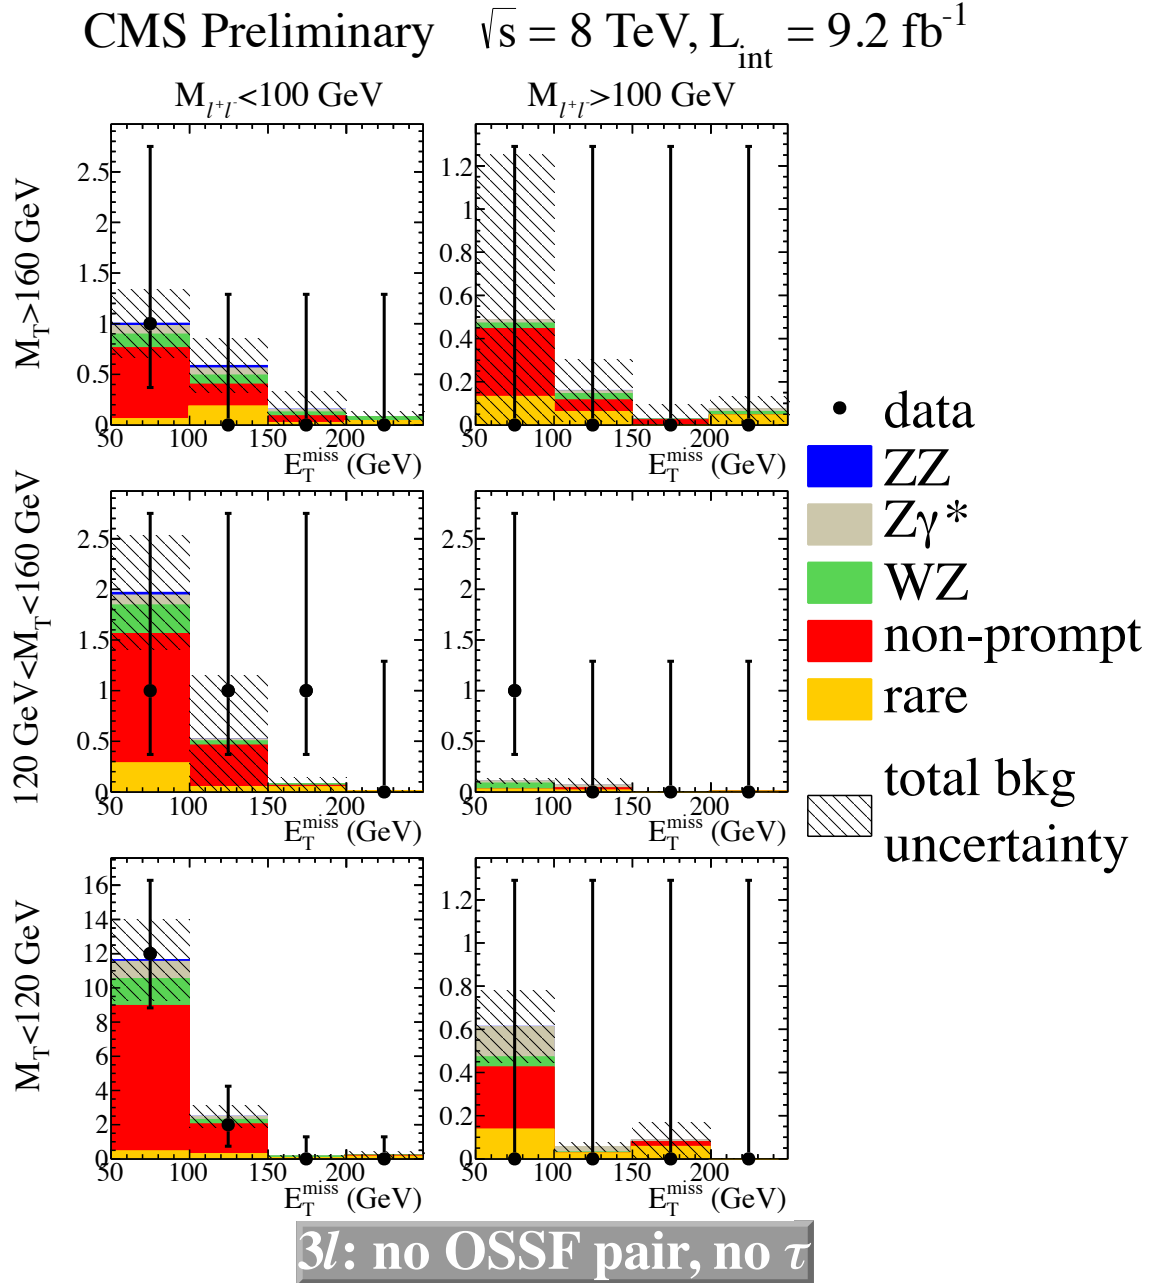 CMS Preliminary √s = 8 TeV, L_int = 9.2 fb^-1
M_l+l-<100 GeV M_l+l->100 GeV
M_T>160 GeV
2.5
2
1.5
1
0.5
0
50 100 150 200
E_T^miss (GeV)
1.2
1
0.8
0.6
0.4
0.2
0
50 100 150 200
E_T^miss (GeV)
120 GeV<M_T<160 GeV
2.5
2
1.5
1
0.5
0
50 100 150 200
E_T^miss (GeV)
2.5
2
1.5
1
0.5
0
50 100 150 200
E_T^miss (GeV)
M_T<120 GeV
16
14
12
10
8
6
4
2
0
50 100 150 200
E_T^miss (GeV)
1.2
1
0.8
0.6
0.4
0.2
0
50 100 150 200
E_T^miss (GeV)
data
ZZ
Zγ*
WZ
non-prompt
rare
total bkg
uncertainty
3l: no OSSF pair, no τ